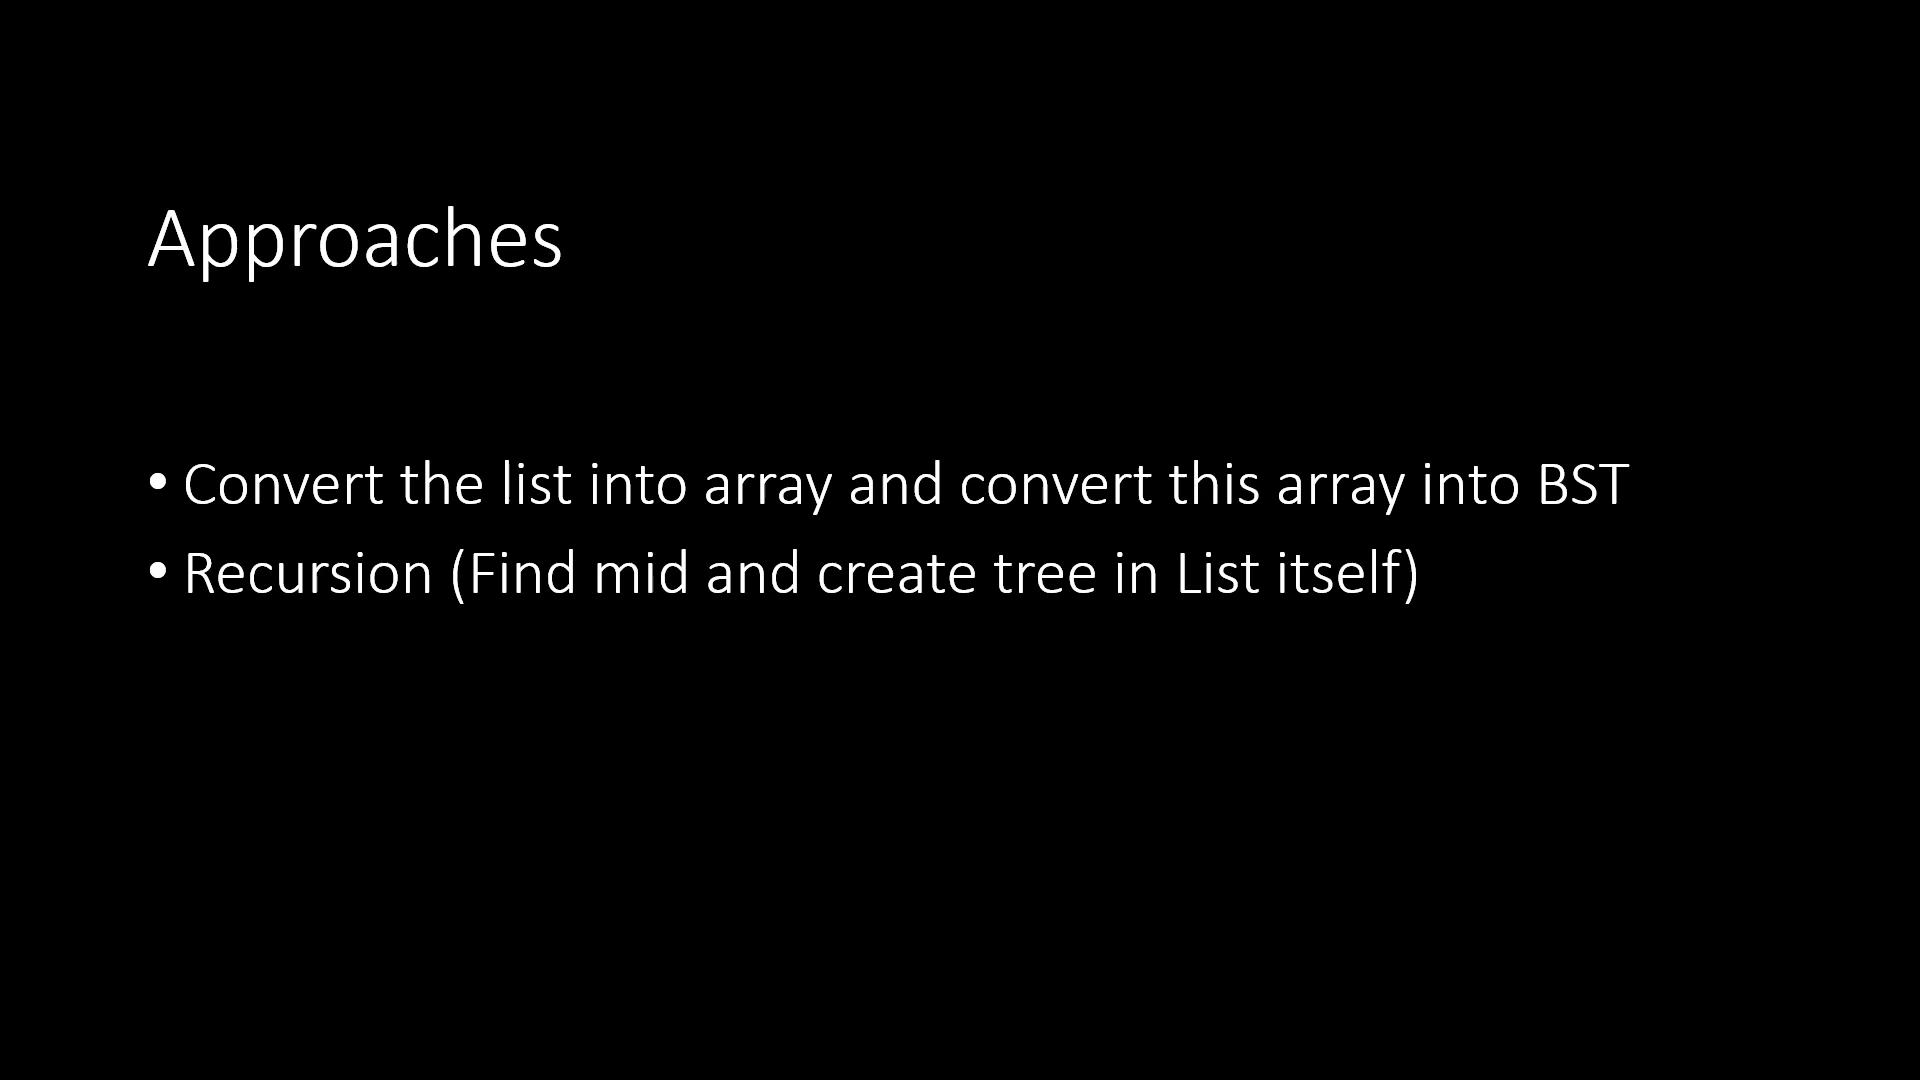 Approaches
• Convert the list into array and convert this array into BST
• Recursion (Find mid and create tree in List itself)